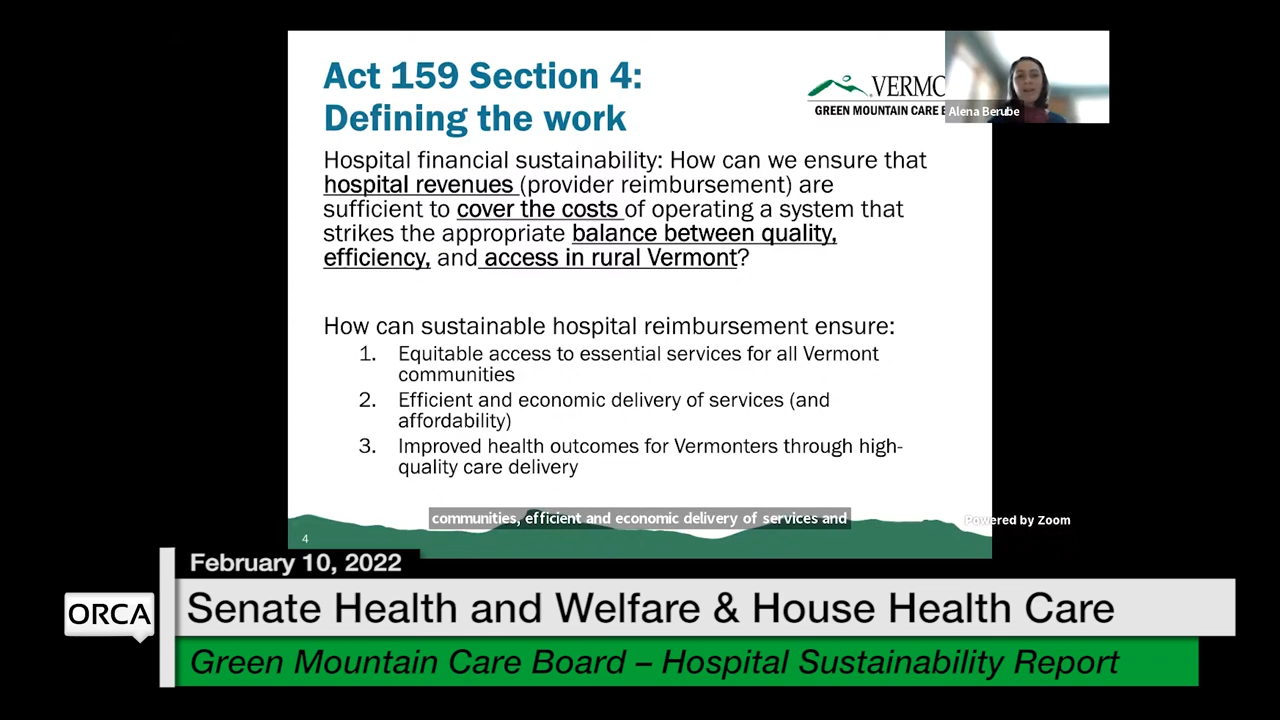 Act 159 Section 4:
Defining the work
VERMO
GREEN MOUNTAIN CARE B
Alena Berube
Hospital financial sustainability: How can we ensure that
hospital revenues (provider reimbursement) are
sufficient to cover the costs of operating a system that
strikes the appropriate balance between quality,
efficiency, and access in rural Vermont?
How can sustainable hospital reimbursement ensure:
1. Equitable access to essential services for all Vermont
communities
2. Efficient and economic delivery of services (and
affordability)
3. Improved health outcomes for Vermonters through high-
quality care delivery
communities, efficient and economic delivery of services and
Powered by Zoom
4
February 10, 2022
ORCA
Senate Health and Welfare & House Health Care
Green Mountain Care Board – Hospital Sustainability Report